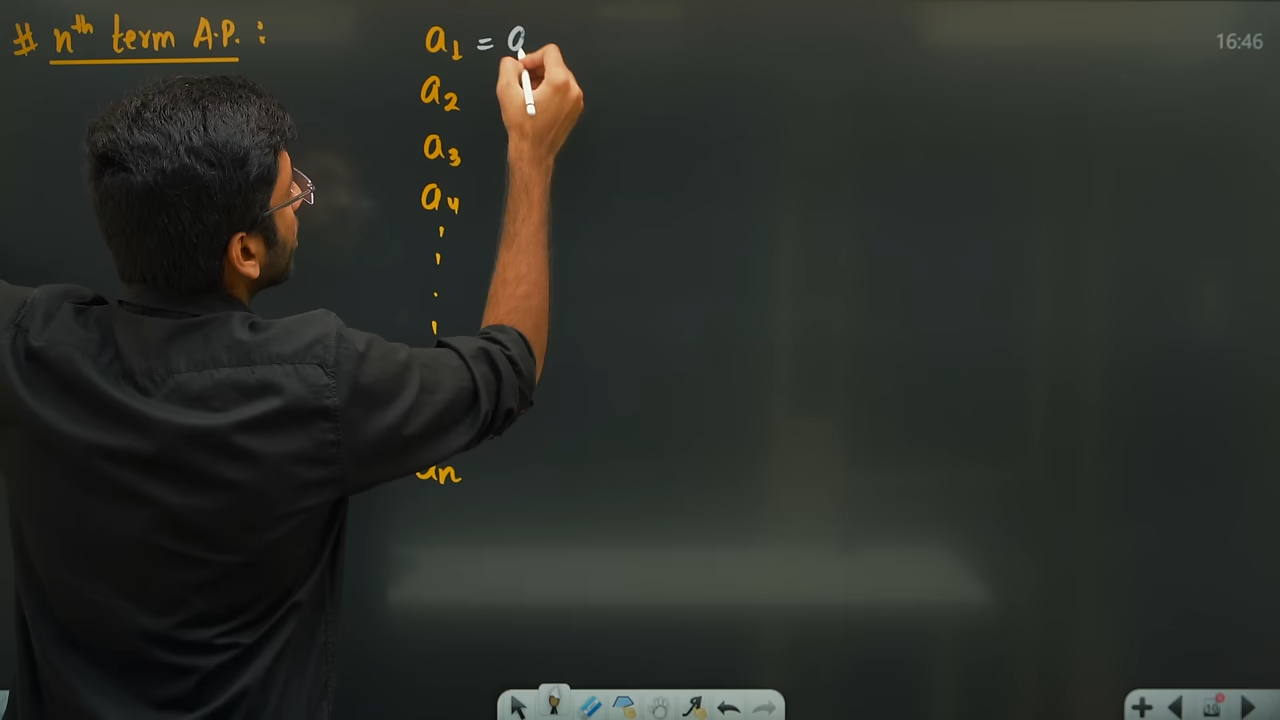 # nth term A.P. :
a1 = a
a2
a3
a4
an
16:46